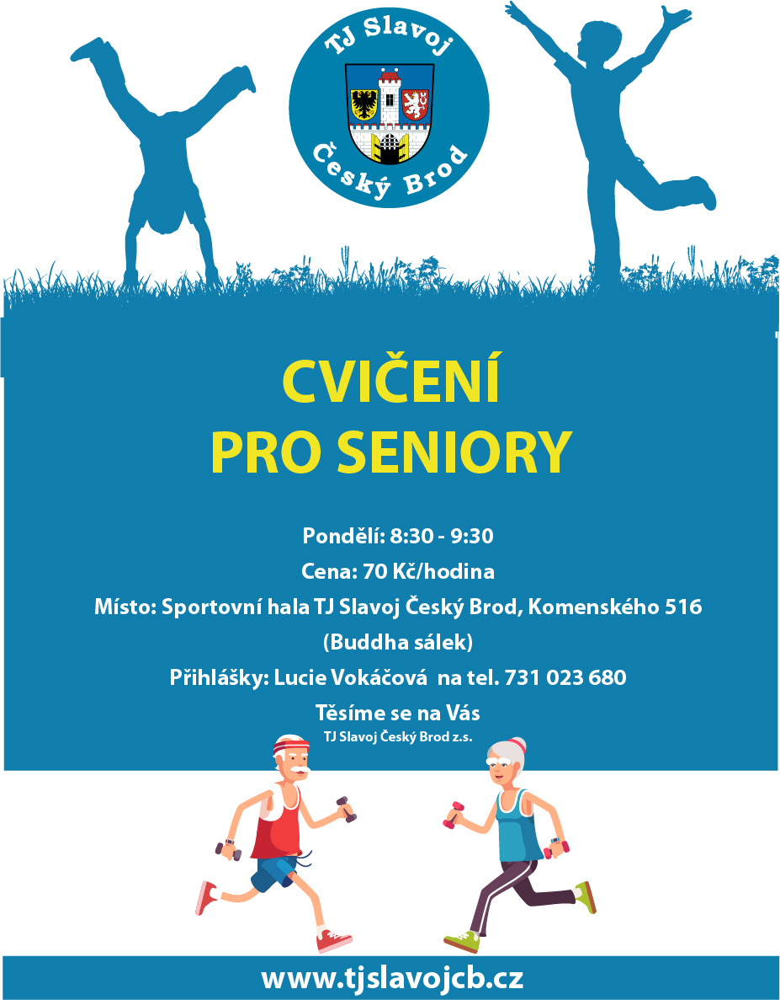 TJ Slavoj
Český Brod
CVIČENÍ
PRO SENIORY
Pondělí: 8:30 - 9:30
Cena: 70 Kč/hodina
Místo: Sportovní hala TJ Slavoj Český Brod, Komenského 516
(Buddha sálek)
Přihlášky: Lucie Vokáčová na tel. 731 023 680
Těsíme se na Vás
TJ Slavoj Český Brod z.s.
www.tjslavojcb.cz